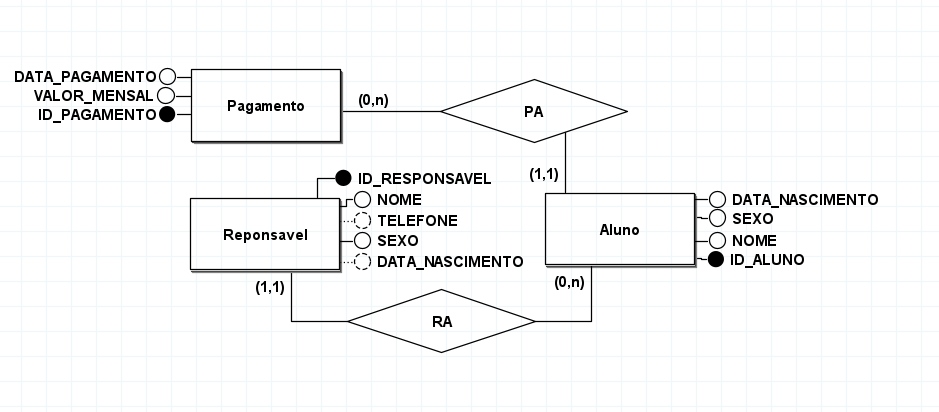 DATA_PAGAMENTO
VALOR_MENSAL
ID_PAGAMENTO
Pagamento
(0,n)
PA
(1,1)
ID_RESPONSAVEL
NOME
TELEFONE
SEXO
DATA_NASCIMENTO
Reponsavel
(1,1)
DATA_NASCIMENTO
SEXO
NOME
ID_ALUNO
Aluno
(0,n)
RA